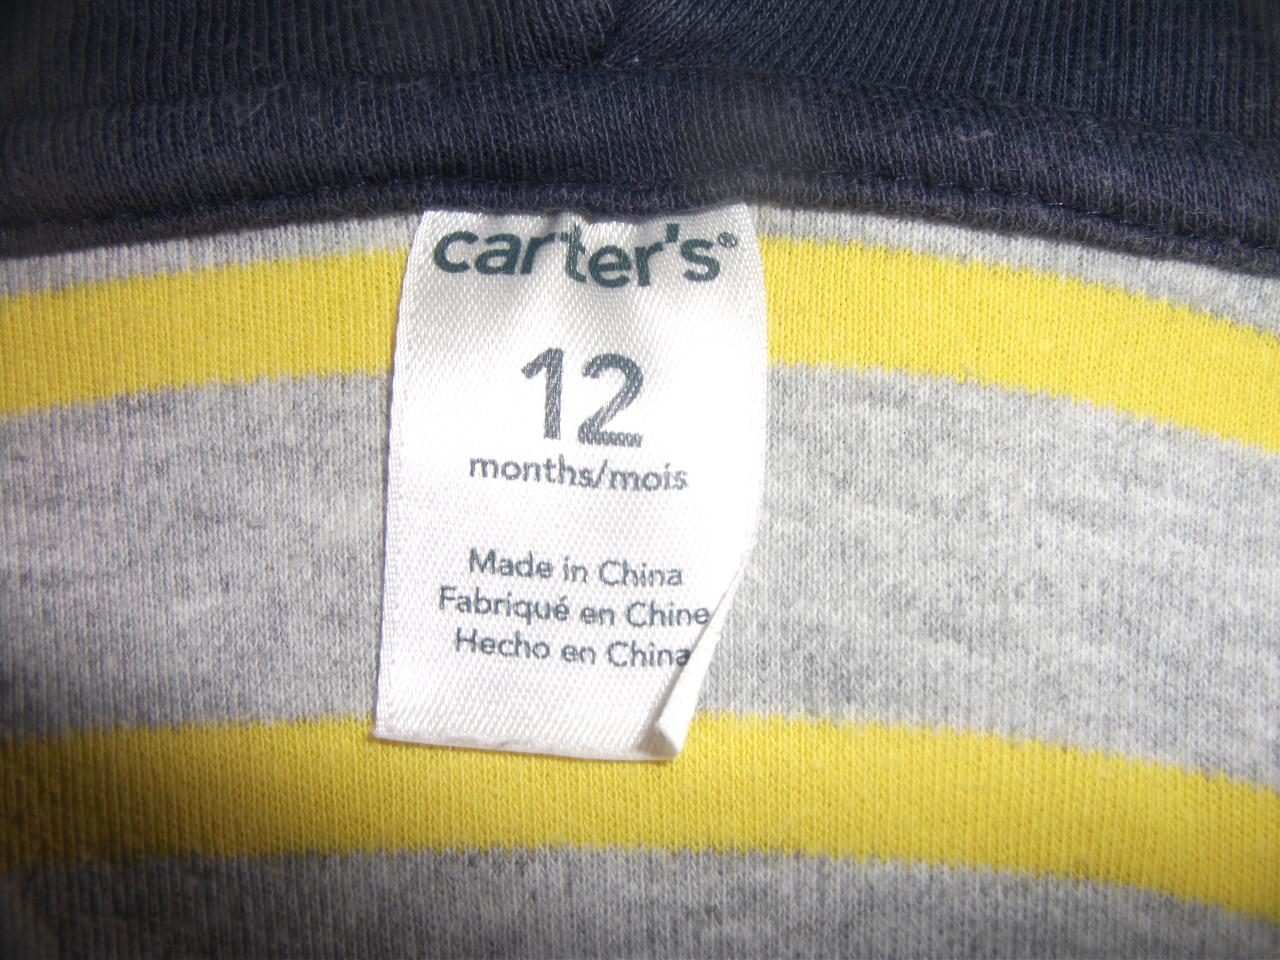 carter's®
12
months/mois
Made in China
Fabriqué en Chine
Hecho en China